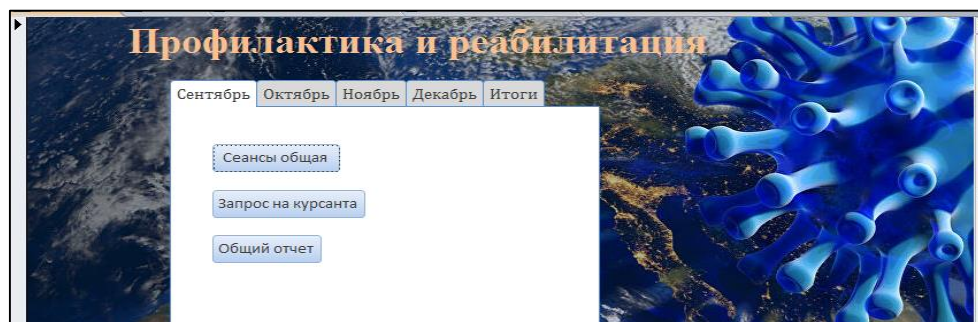 Профилактика и реабилитация
Сентябрь Октябрь Ноябрь Декабрь Итоги
Сеансы общая
Запрос на курсанта
Общий отчет